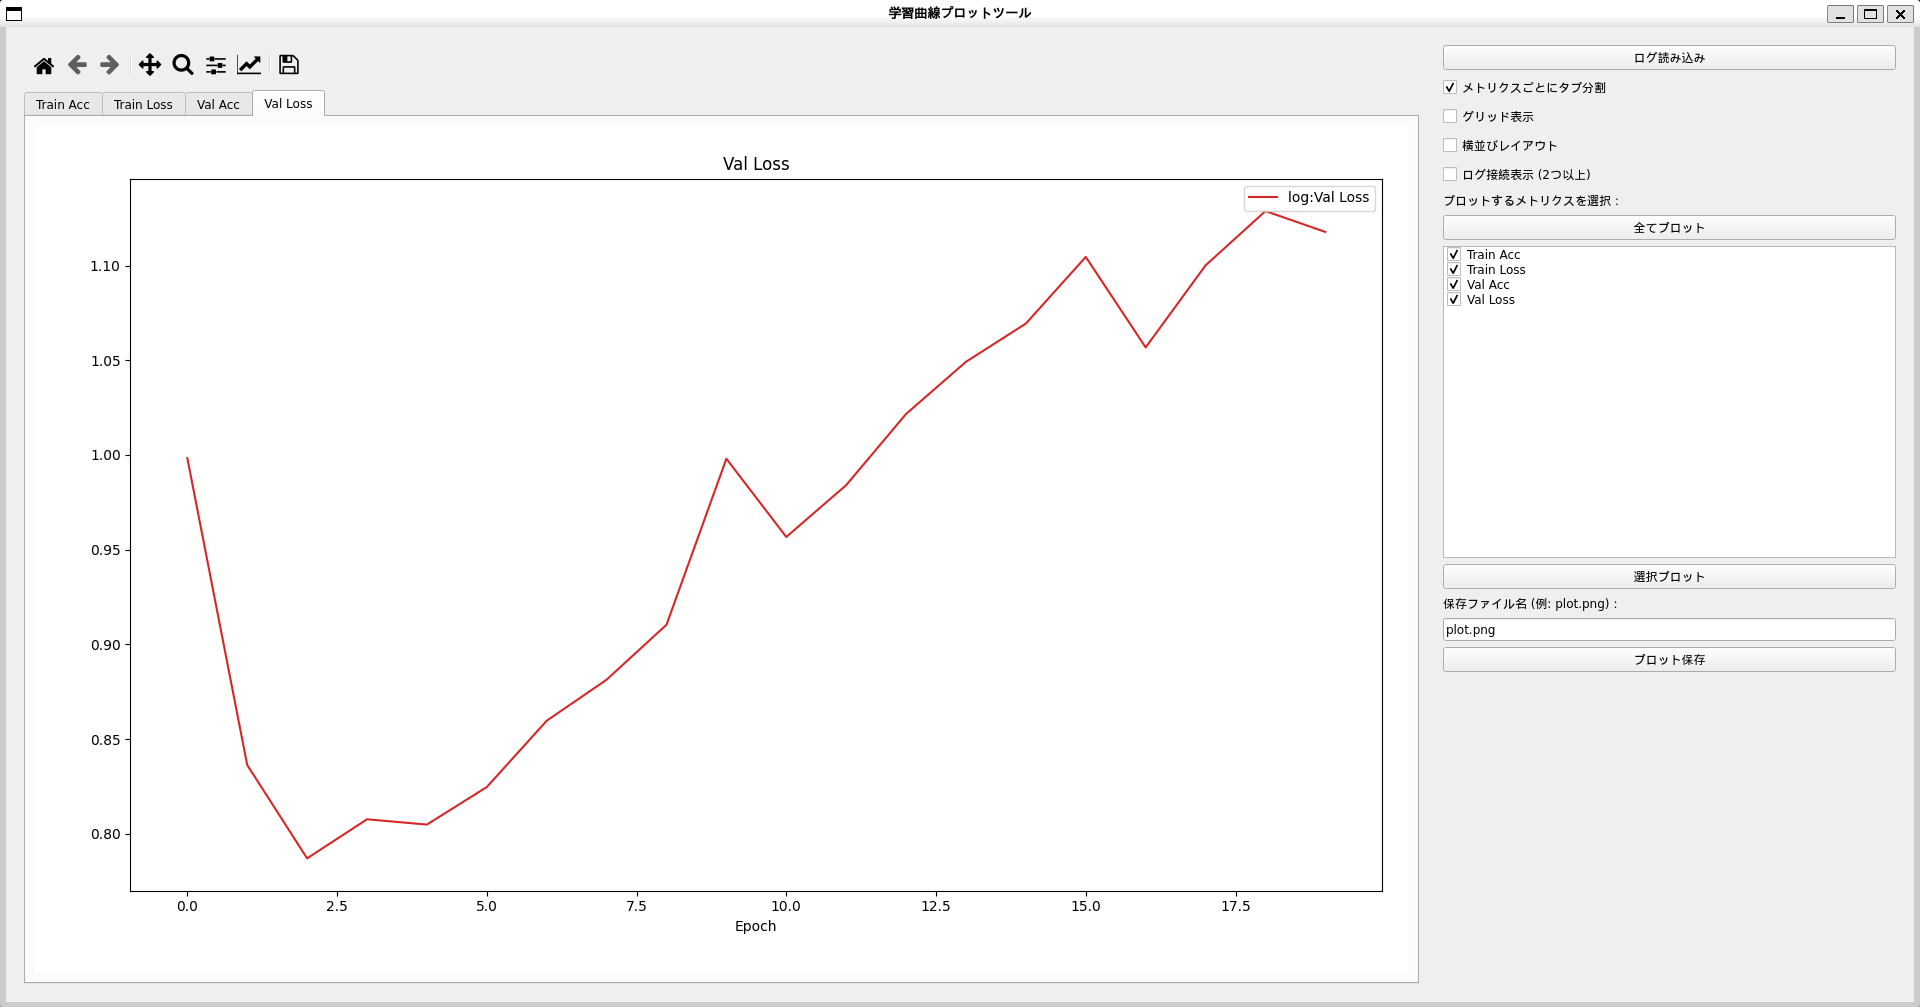 学習曲線プロットツール
Train Acc
Train Loss
Val Acc
Val Loss
Val Loss
log:Val Loss
1.10
1.05
1.00
0.95
0.90
0.85
0.80
0.0
2.5
5.0
7.5
10.0
12.5
15.0
17.5
Epoch
ログ読み込み
メトリクスごとにタブ分割
グリッド表示
横並びレイアウト
ログ接続表示 (2つ以上)
プロットするメトリクスを選択：
全てプロット
Train Acc
Train Loss
Val Acc
Val Loss
選択プロット
保存ファイル名 (例: plot.png)：
plot.png
プロット保存